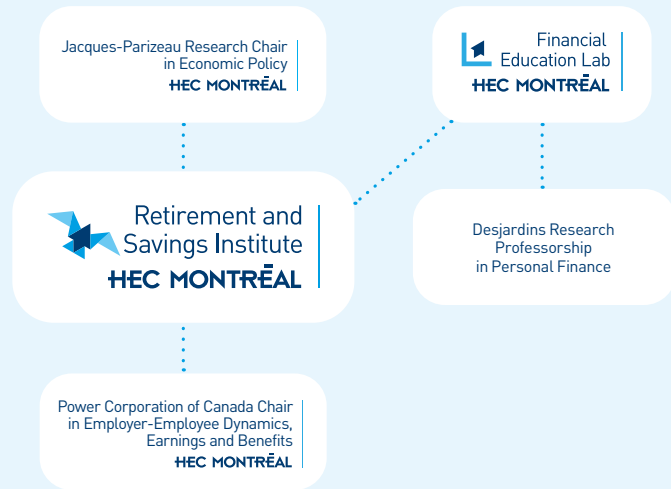 Jacques-Parizeau Research Chair
in Economic Policy
HEC MONTRĒAL
Financial
Education Lab
HEC MONTRĒAL
Retirement and
Savings Institute
HEC MONTRĒAL
Desjardins Research
Professorship
in Personal Finance
Power Corporation of Canada Chair
in Employer-Employee Dynamics,
Earnings and Benefits
HEC MONTRĒAL